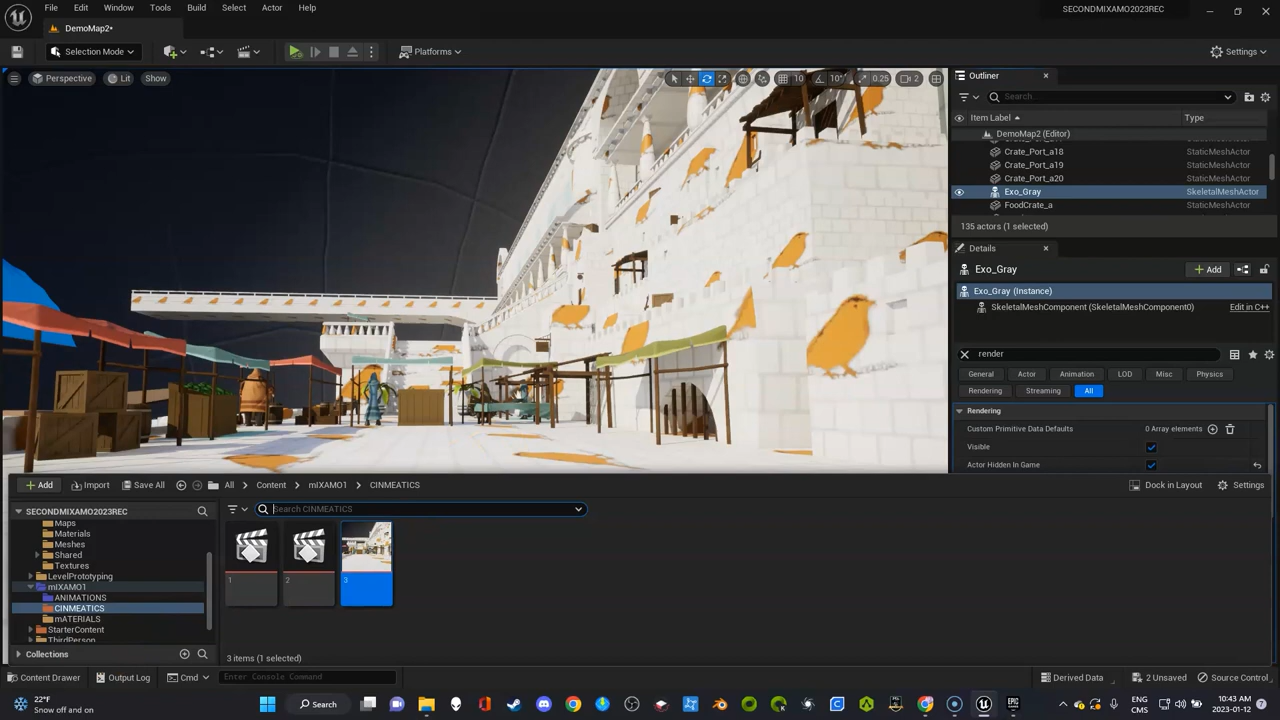 File Edit Window Tools Build Select Actor Help
SECONDMIXAMO2023REC
DemoMap2*
Selection Mode
Platforms
Settings
Perspective Lit Show
10 10° 0.25 2
Outliner
Search...
Item Label Type
DemoMap2 (Editor)
Crate_Port_a18 StaticMeshActor
Crate_Port_a19 StaticMeshActor
Crate_Port_a20 StaticMeshActor
Exo_Gray SkeletalMeshActor
FoodCrate_a StaticMeshActor
135 actors (1 selected)
Details
Exo_Gray
Add
Exo_Gray (Instance)
SkeletalMeshComponent (SkeletalMeshComponent0) Edit in C++
render
General Actor Animation LOD Misc Physics
Rendering Streaming All
Rendering
Custom Primitive Data Defaults 0 Array elements
Visible
Actor Hidden In Game
Add Import Save All All Content mIXAMO1 CINMEATICS
Dock in Layout Settings
SECONDMIXAMO2023REC
Search CINMEATICS
Maps
Materials
Meshes
Shared
Textures
LevelPrototyping
mIXAMO1
ANIMATIONS
CINMEATICS
mATERIALS
StarterContent
ThirdPerson
1 2 3
Collections
3 items (1 selected)
Content Drawer Output Log Cmd Enter Console Command
Derived Data 2 Unsaved Source Control
22°F
Snow off and on
Search
ENG
CMS
10:43 AM
2023-01-12